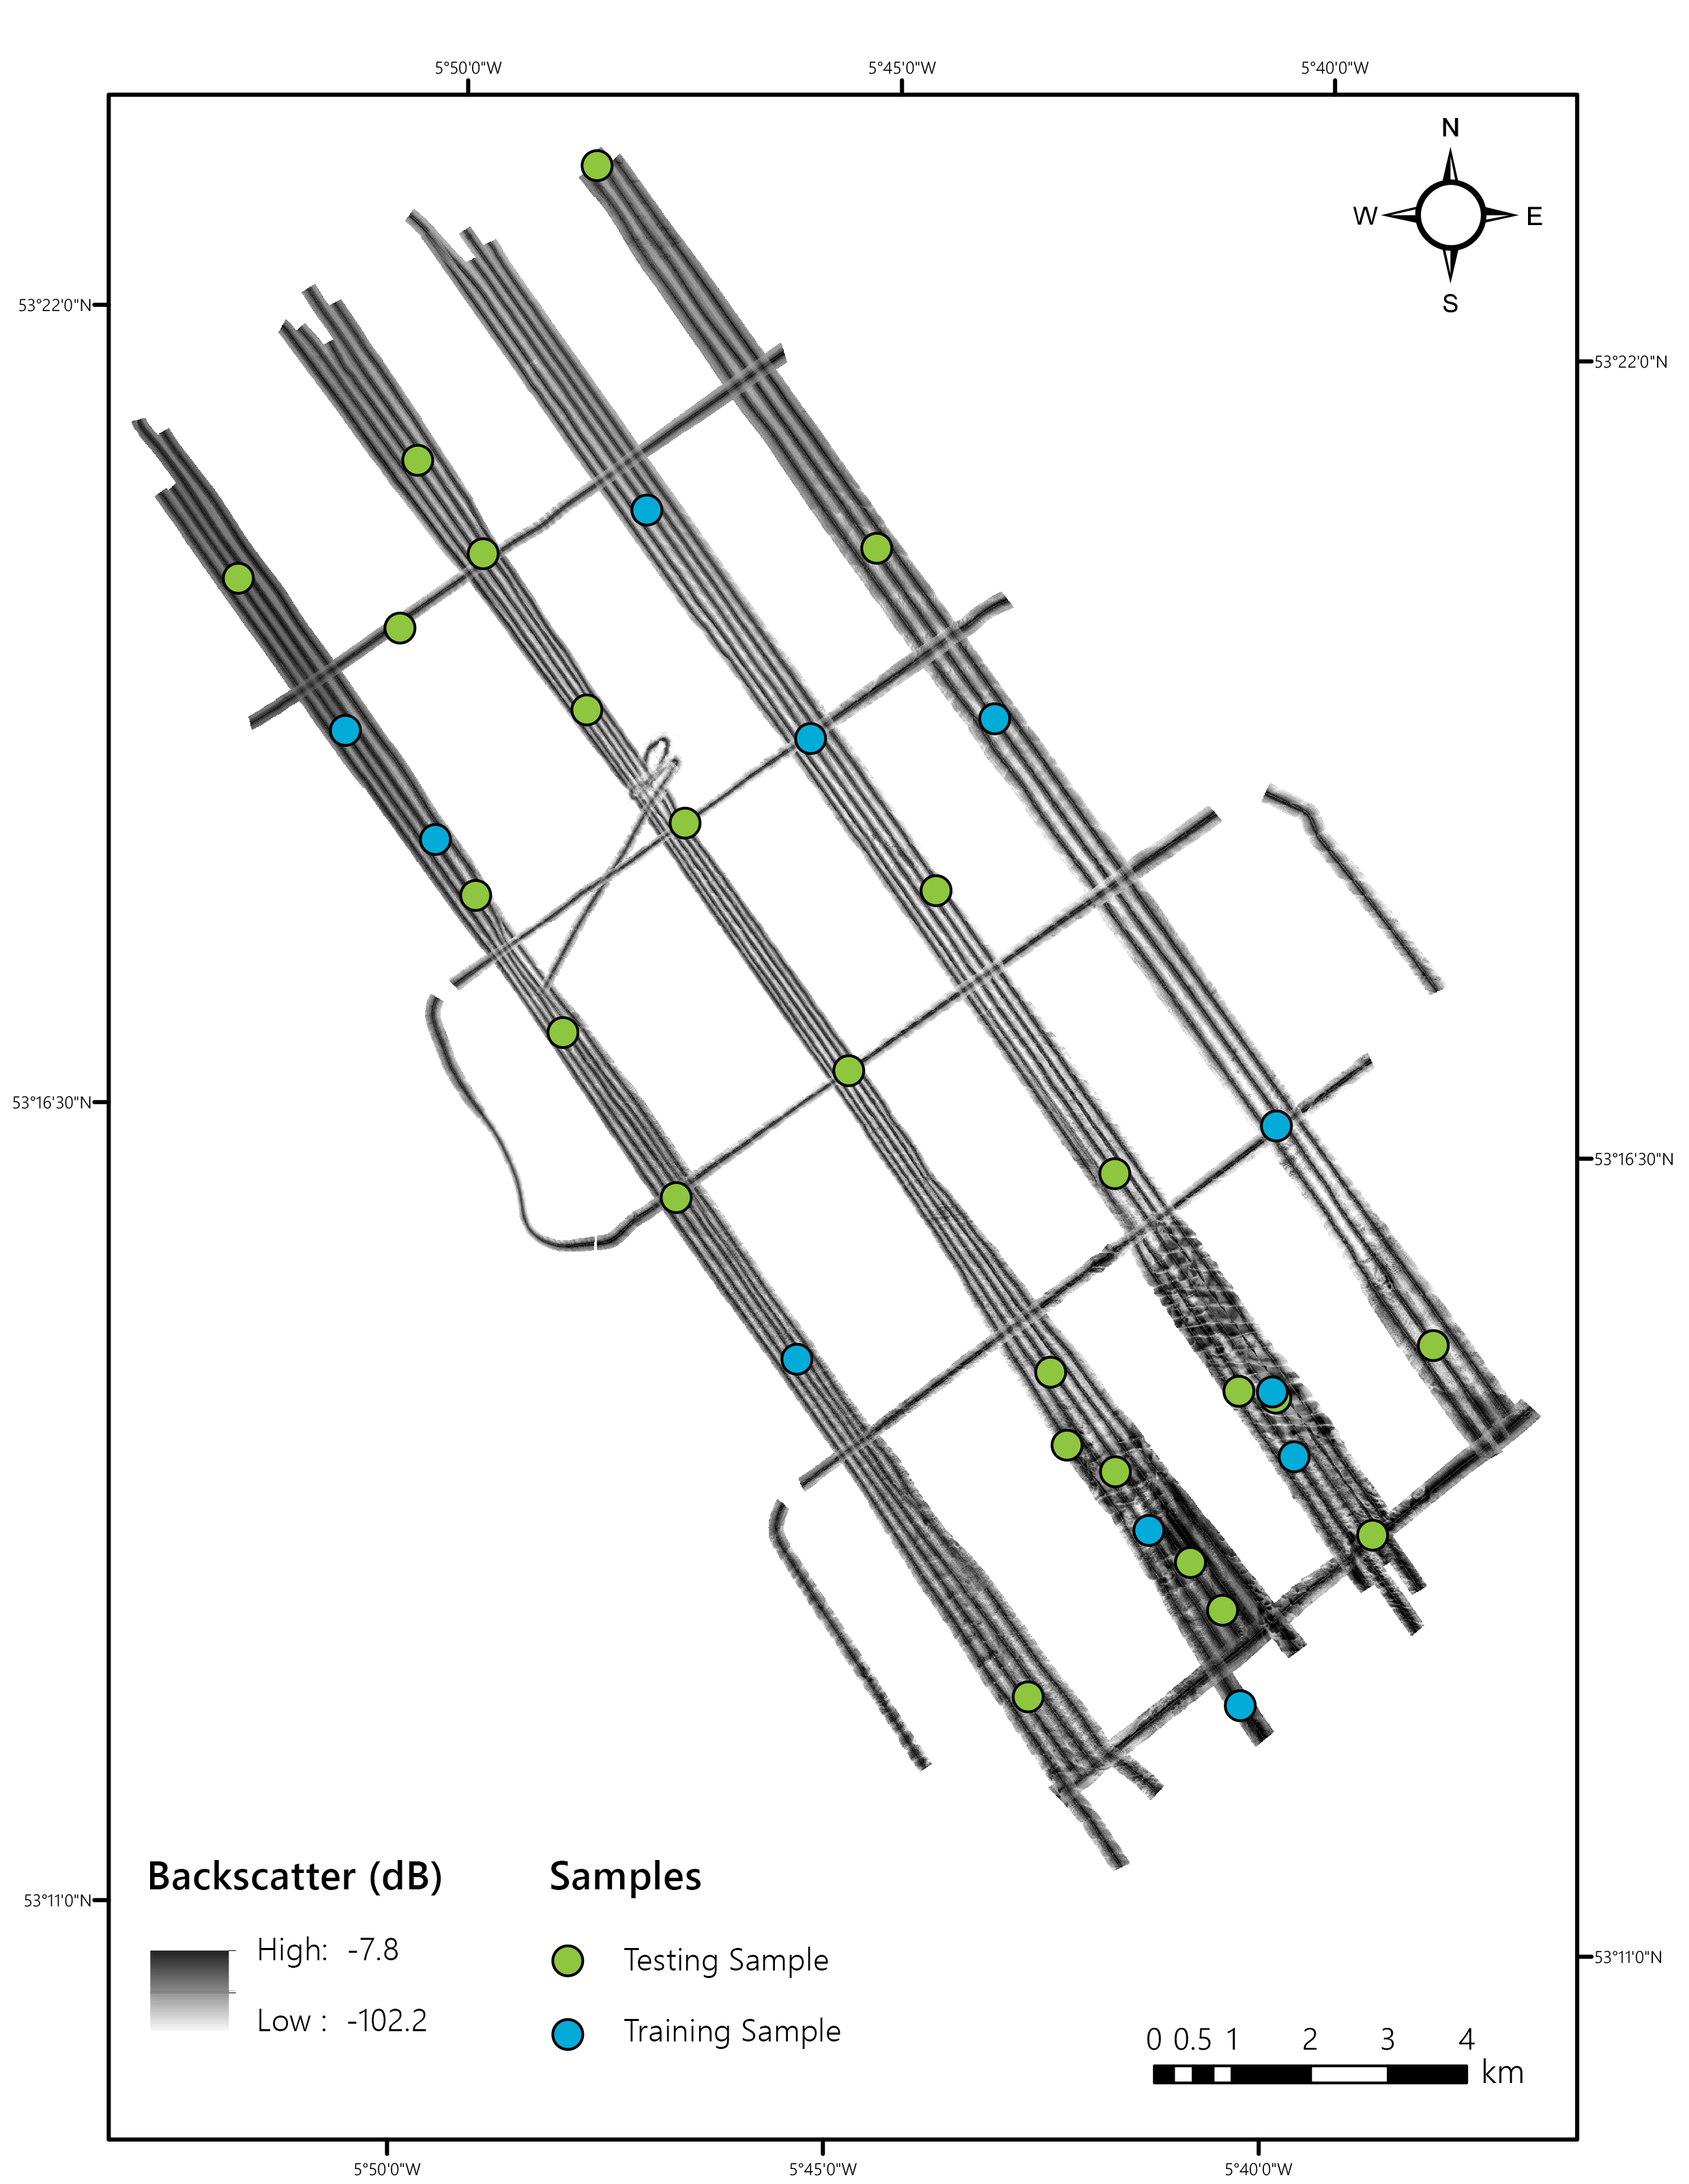 5°50'0"W 5°45'0"W 5°40'0"W
N
W E
S
53°22'0"N
53°22'0"N
53°16'30"N
53°16'30"N
Backscatter (dB) Samples
53°11'0"N
High: -7.8 Testing Sample
53°11'0"N
Low : -102.2 Training Sample
0 0.5 1 2 3 4
km
5°50'0"W 5°45'0"W 5°40'0"W